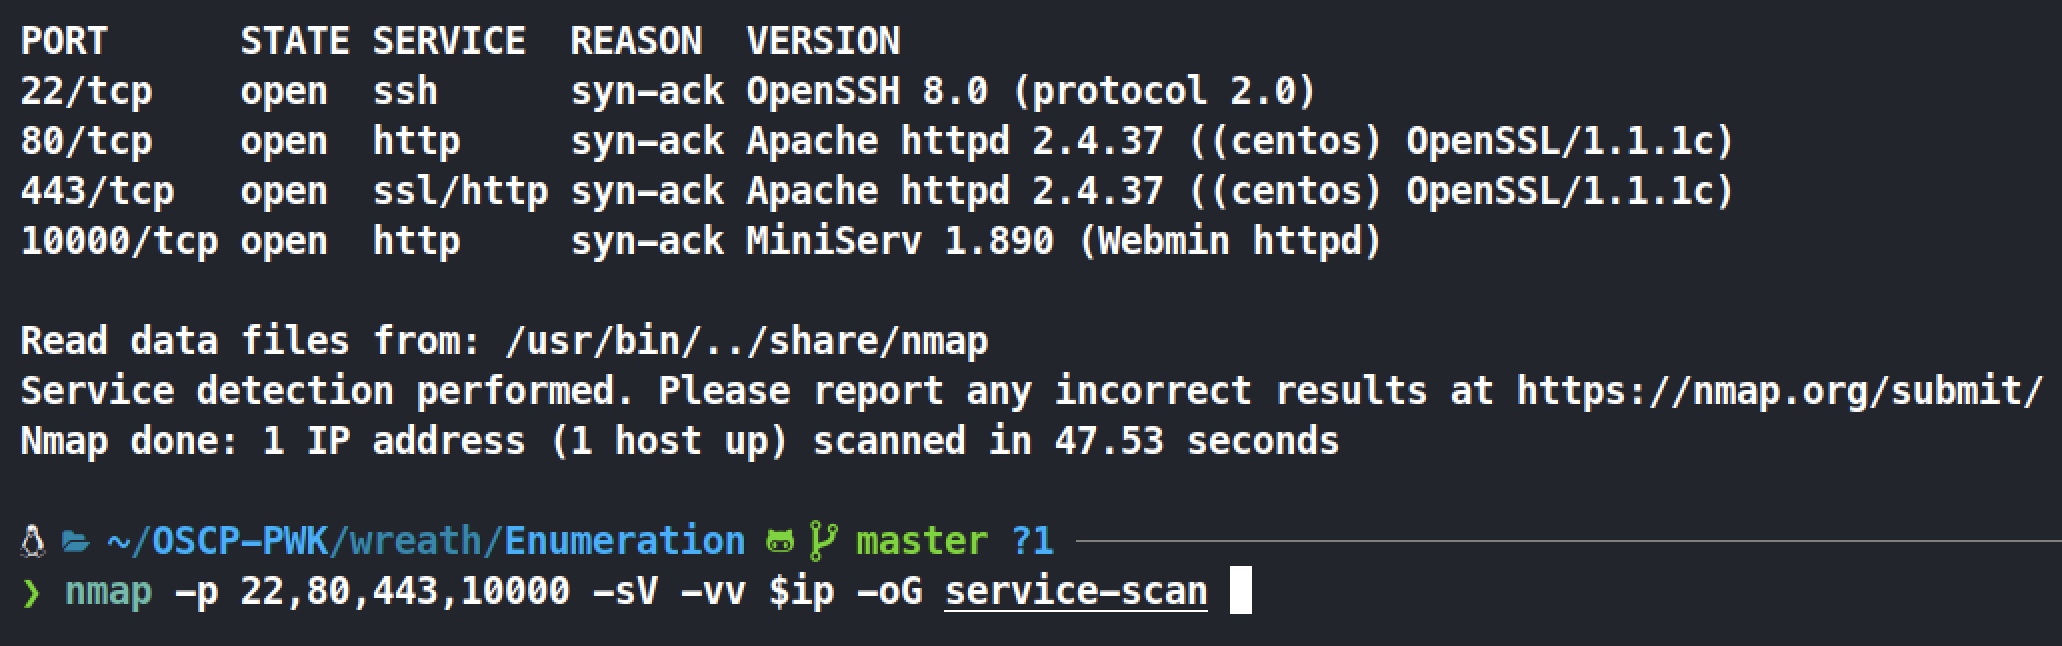 PORT      STATE SERVICE  REASON  VERSION
22/tcp    open  ssh      syn-ack OpenSSH 8.0 (protocol 2.0)
80/tcp    open  http     syn-ack Apache httpd 2.4.37 ((centos) OpenSSL/1.1.1c)
443/tcp   open  ssl/http syn-ack Apache httpd 2.4.37 ((centos) OpenSSL/1.1.1c)
10000/tcp open  http     syn-ack MiniServ 1.890 (Webmin httpd)
Read data files from: /usr/bin/../share/nmap
Service detection performed. Please report any incorrect results at https://nmap.org/submit/
Nmap done: 1 IP address (1 host up) scanned in 47.53 seconds
~/OSCP-PWK/wreath/Enumeration master ?1
❯ nmap -p 22,80,443,10000 -sV -vv $ip -oG service-scan